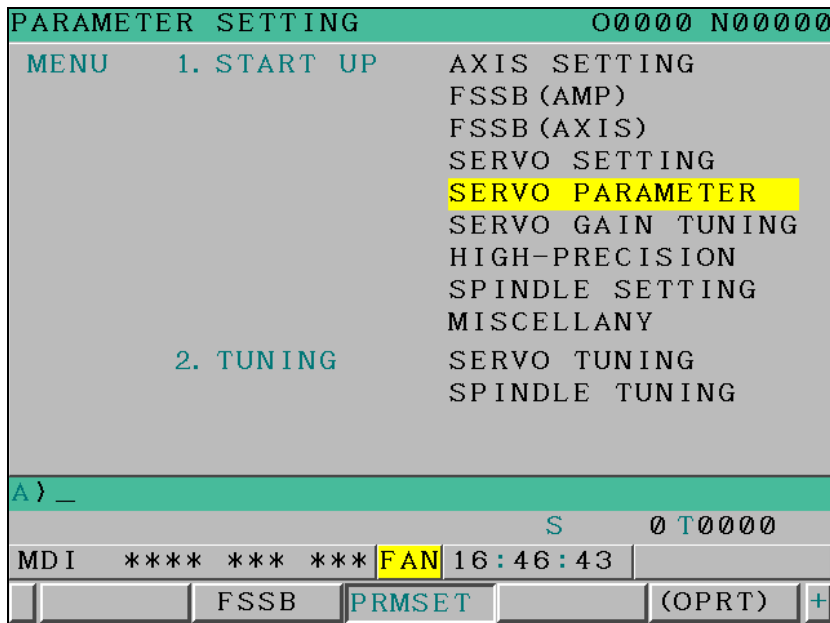 PARAMETER SETTING O0000 N00000
MENU 1. START UP AXIS SETTING
FSSB(AMP)
FSSB(AXIS)
SERVO SETTING
SERVO PARAMETER
SERVO GAIN TUNING
HIGH-PRECISION
SPINDLE SETTING
MISCELLANY
2. TUNING SERVO TUNING
SPINDLE TUNING
A)_
S 0 T0000
MDI **** *** *** FAN 16:46:43
FSSB PRMSET (OPRT) +